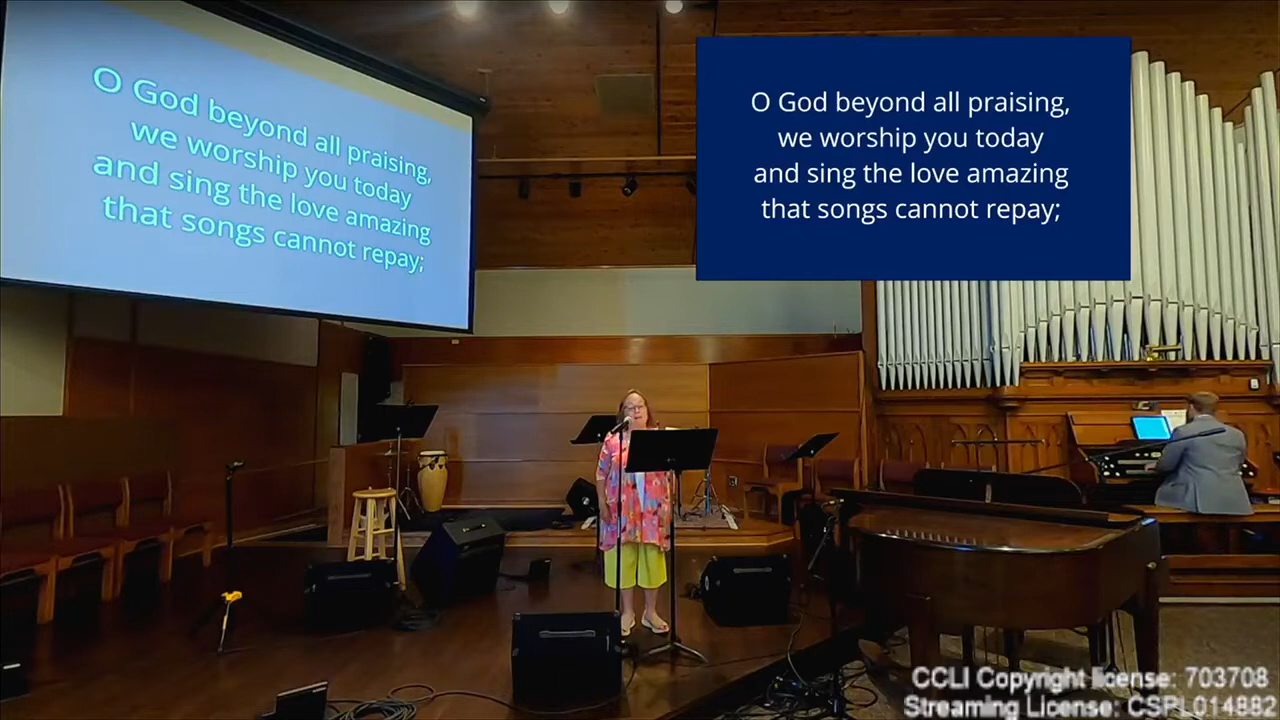 O God beyond all praising,
we worship you today
and sing the love amazing
that songs cannot repay;
O God beyond all praising,
we worship you today
and sing the love amazing
that songs cannot repay;
CCLI Copyright license: 703708
Streaming License: CSPL014882